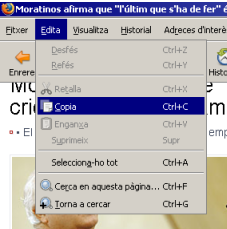 Moratinos afirma que "l'últim que s'ha de fer" é
Fitxer Edita Visualitza Historial Adreces d'interè
Desfés Ctrl+Z
Refés Ctrl+Y
Enrere
Histo
Retalla Ctrl+X
Copia Ctrl+C
Enganxa Ctrl+V
Suprimeix Supr
Mo e
cri am
• El emp
Selecciona-ho tot Ctrl+A
Cerca en aquesta pàgina... Ctrl+F
Torna a cercar Ctrl+G